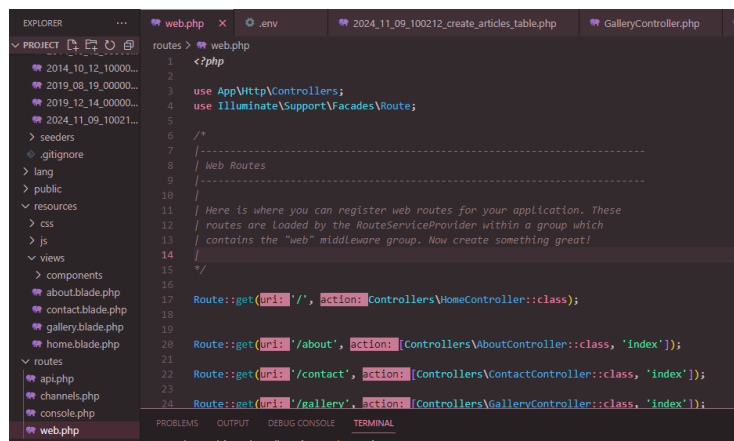 EXPLORER
···
web.php
.env
2024_11_09_100212_create_articles_table.php
GalleryController.php
PROJECT
2014_10_12_10000...
2019_08_19_00000...
2019_12_14_00000...
2024_11_09_10021...
seeders
.gitignore
lang
public
resources
css
js
views
components
about.blade.php
contact.blade.php
gallery.blade.php
home.blade.php
routes
api.php
channels.php
console.php
web.php
routes > web.php
1 <?php
2
3 use App\Http\Controllers;
4 use Illuminate\Support\Facades\Route;
5
6 /*
7 |--------------------------------------------------------------------------
8 | Web Routes
9 |--------------------------------------------------------------------------
10 |
11 | Here is where you can register web routes for your application. These
12 | routes are loaded by the RouteServiceProvider within a group which
13 | contains the "web" middleware group. Now create something great!
14 |
15 */
16
17 Route::get(uri: '/', action: Controllers\HomeController::class);
18
19
20 Route::get(uri: '/about', action: [Controllers\AboutController::class, 'index']);
21
22 Route::get(uri: '/contact', action: [Controllers\ContactController::class, 'index']);
23
24 Route::get(uri: '/gallery', action: [Controllers\GalleryController::class, 'index']);
PROBLEMS OUTPUT DEBUG CONSOLE TERMINAL